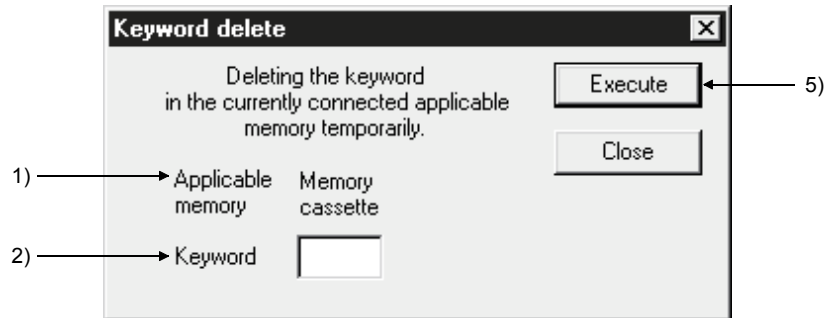 Keyword delete
Deleting the keyword
in the currently connected applicable
memory temporarily.
Execute
5)
Close
1)
Applicable
memory
Memory
cassette
2)
Keyword